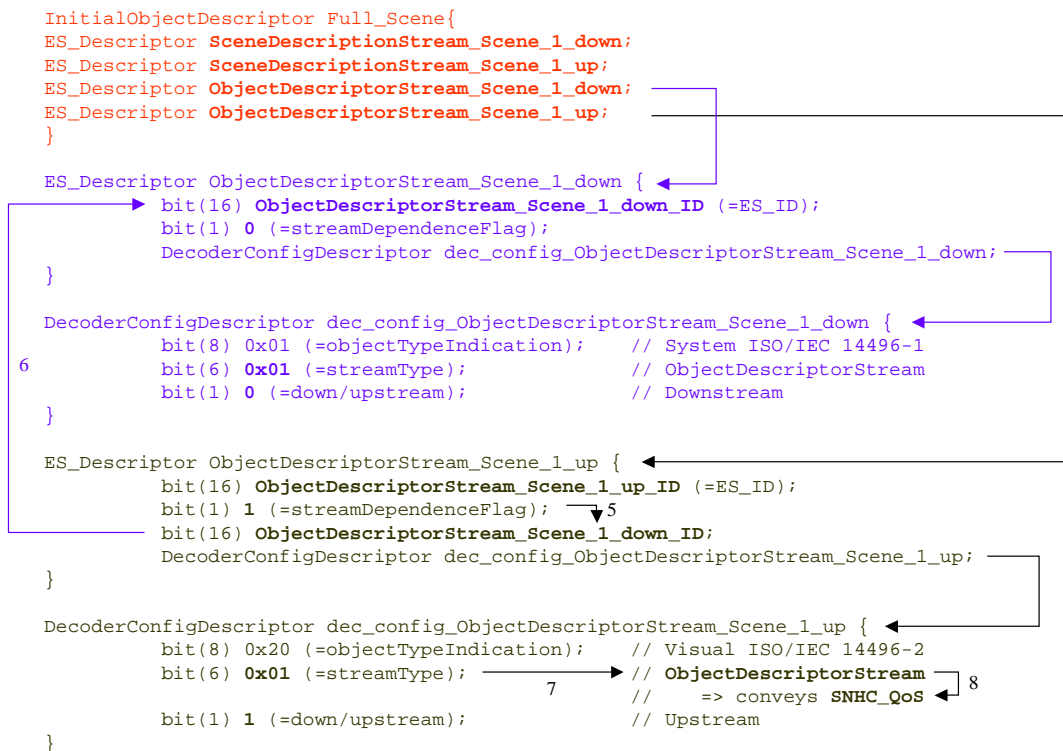 InitialObjectDescriptor Full_Scene{
ES_Descriptor SceneDescriptionStream_Scene_1_down;
ES_Descriptor SceneDescriptionStream_Scene_1_up;
ES_Descriptor ObjectDescriptorStream_Scene_1_down;
ES_Descriptor ObjectDescriptorStream_Scene_1_up;
}
ES_Descriptor ObjectDescriptorStream_Scene_1_down {
bit(16) ObjectDescriptorStream_Scene_1_down_ID (=ES_ID);
bit(1) 0 (=streamDependenceFlag);
DecoderConfigDescriptor dec_config_ObjectDescriptorStream_Scene_1_down;
}
DecoderConfigDescriptor dec_config_ObjectDescriptorStream_Scene_1_down {
bit(8) 0x01 (=objectTypeIndication); // System ISO/IEC 14496-1
6 bit(6) 0x01 (=streamType); // ObjectDescriptorStream
bit(1) 0 (=down/upstream); // Downstream
}
ES_Descriptor ObjectDescriptorStream_Scene_1_up {
bit(16) ObjectDescriptorStream_Scene_1_up_ID (=ES_ID);
bit(1) 1 (=streamDependenceFlag); 5
bit(16) ObjectDescriptorStream_Scene_1_down_ID;
DecoderConfigDescriptor dec_config_ObjectDescriptorStream_Scene_1_up;
}
DecoderConfigDescriptor dec_config_ObjectDescriptorStream_Scene_1_up {
bit(8) 0x20 (=objectTypeIndication); // Visual ISO/IEC 14496-2
bit(6) 0x01 (=streamType); 7 // ObjectDescriptorStream 8
// => conveys SNHC_QoS
bit(1) 1 (=down/upstream); // Upstream
}